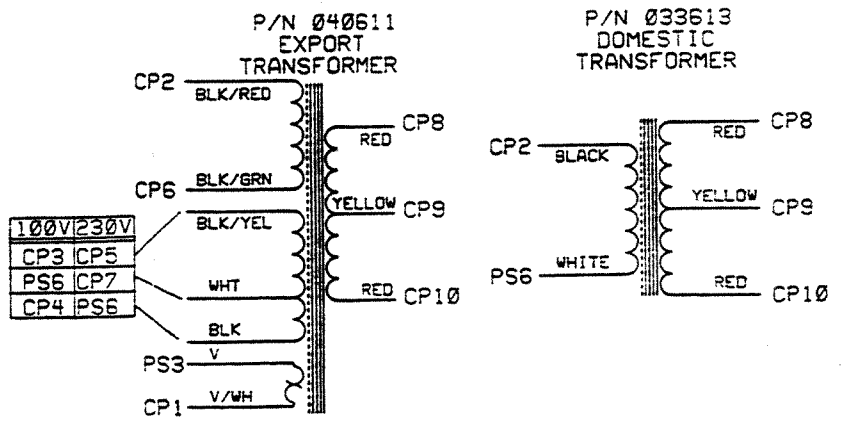 P/N Ø4Ø611
EXPORT
TRANSFORMER
CP2
BLK/RED
CP6
BLK/GRN
BLK/YEL
100V 230V
CP3 CP5
PS6 CP7
CP4 PS6
WHT
BLK
PS3
V
CP1
V/WH
RED
CP8
YELLOW
CP9
RED
CP1Ø
P/N Ø33613
DOMESTIC
TRANSFORMER
CP2
BLACK
PS6
WHITE
RED
CP8
YELLOW
CP9
RED
CP1Ø